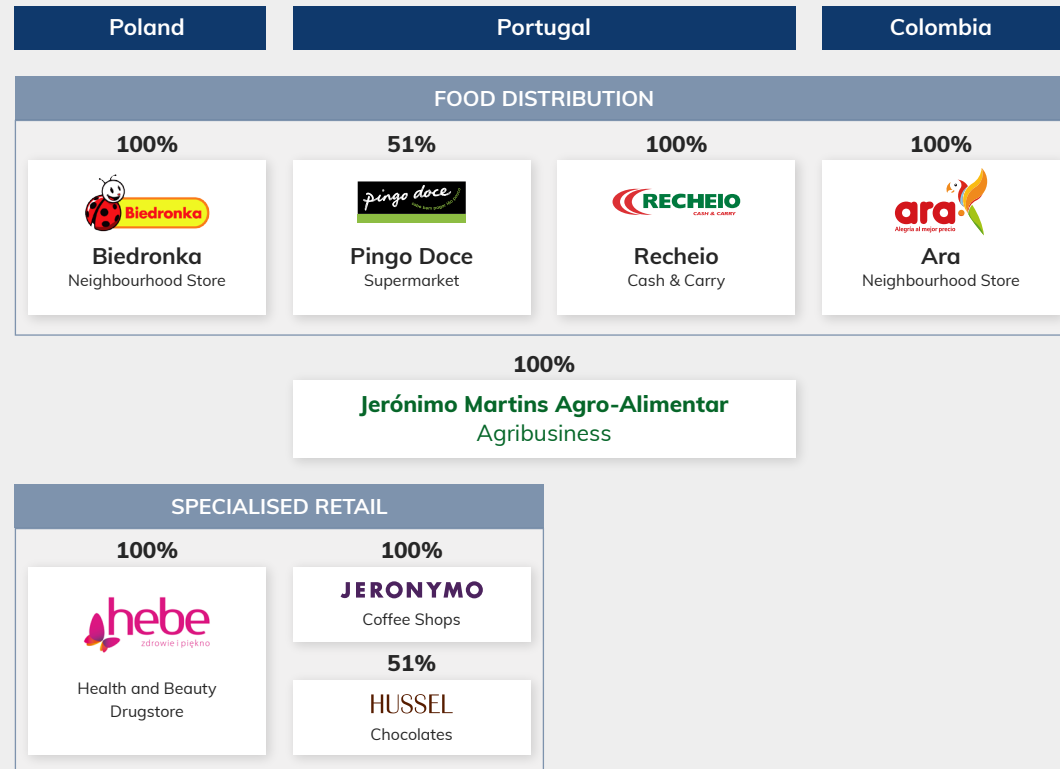 Poland
Portugal
Colombia
FOOD DISTRIBUTION
100%
51%
100%
100%
Biedronka
pingo doce
RECHEIO
CASH & CARRY
ara
Alegría al mejor precio
Biedronka
Pingo Doce
Recheio
Ara
Neighbourhood Store
Supermarket
Cash & Carry
Neighbourhood Store
100%
Jerónimo Martins Agro-Alimentar
Agribusiness
SPECIALISED RETAIL
100%
100%
hebe
zdrowie i piękno
Health and Beauty
Drugstore
JERONYMO
Coffee Shops
51%
HUSSEL
Chocolates